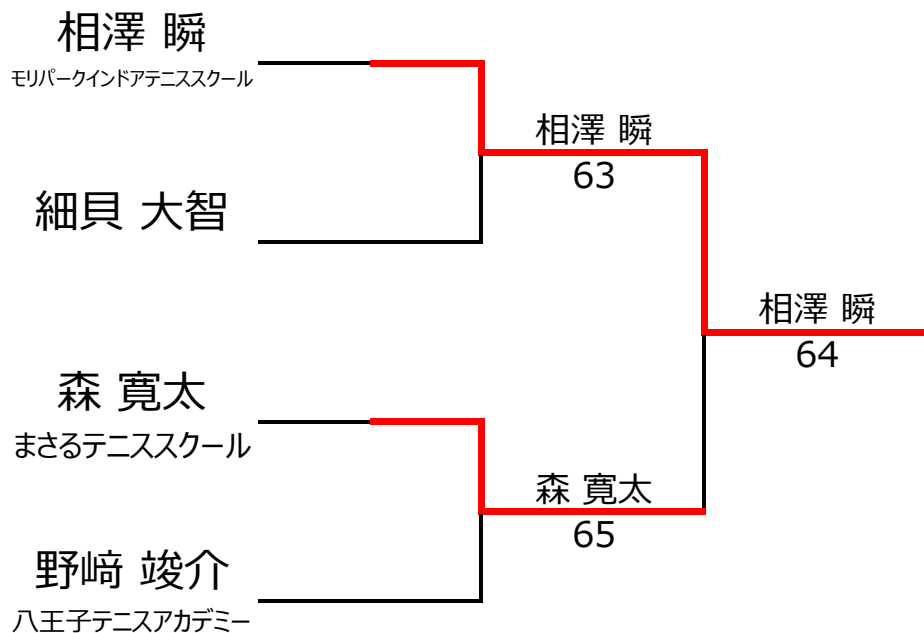 相澤 瞬
モリパークインドアテニススクール
細貝 大智
森 寛太
まさるテニススクール
野﨑 竣介
八王子テニスアカデミー
相澤 瞬
63
森 寛太
65
相澤 瞬
64